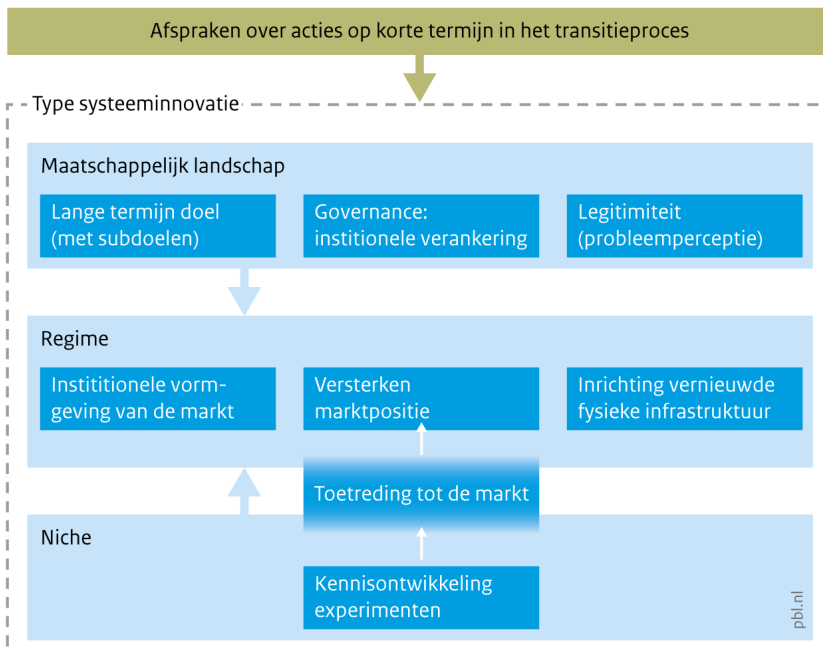 Afspraken over acties op korte termijn in het transitieproces
Type systeeminnovatie
Maatschappelijk landschap
Lange termijn doel
(met subdoelen)
Governance:
institionele verankering
Legitimiteit
(probleemperceptie)
Regime
Instititionele vorm-
geving van de markt
Versterken
marktpositie
Inrichting vernieuwde
fysieke infrastruktuur
Toetreding tot de markt
Niche
Kennisontwikkeling
experimenten
pbl.nl